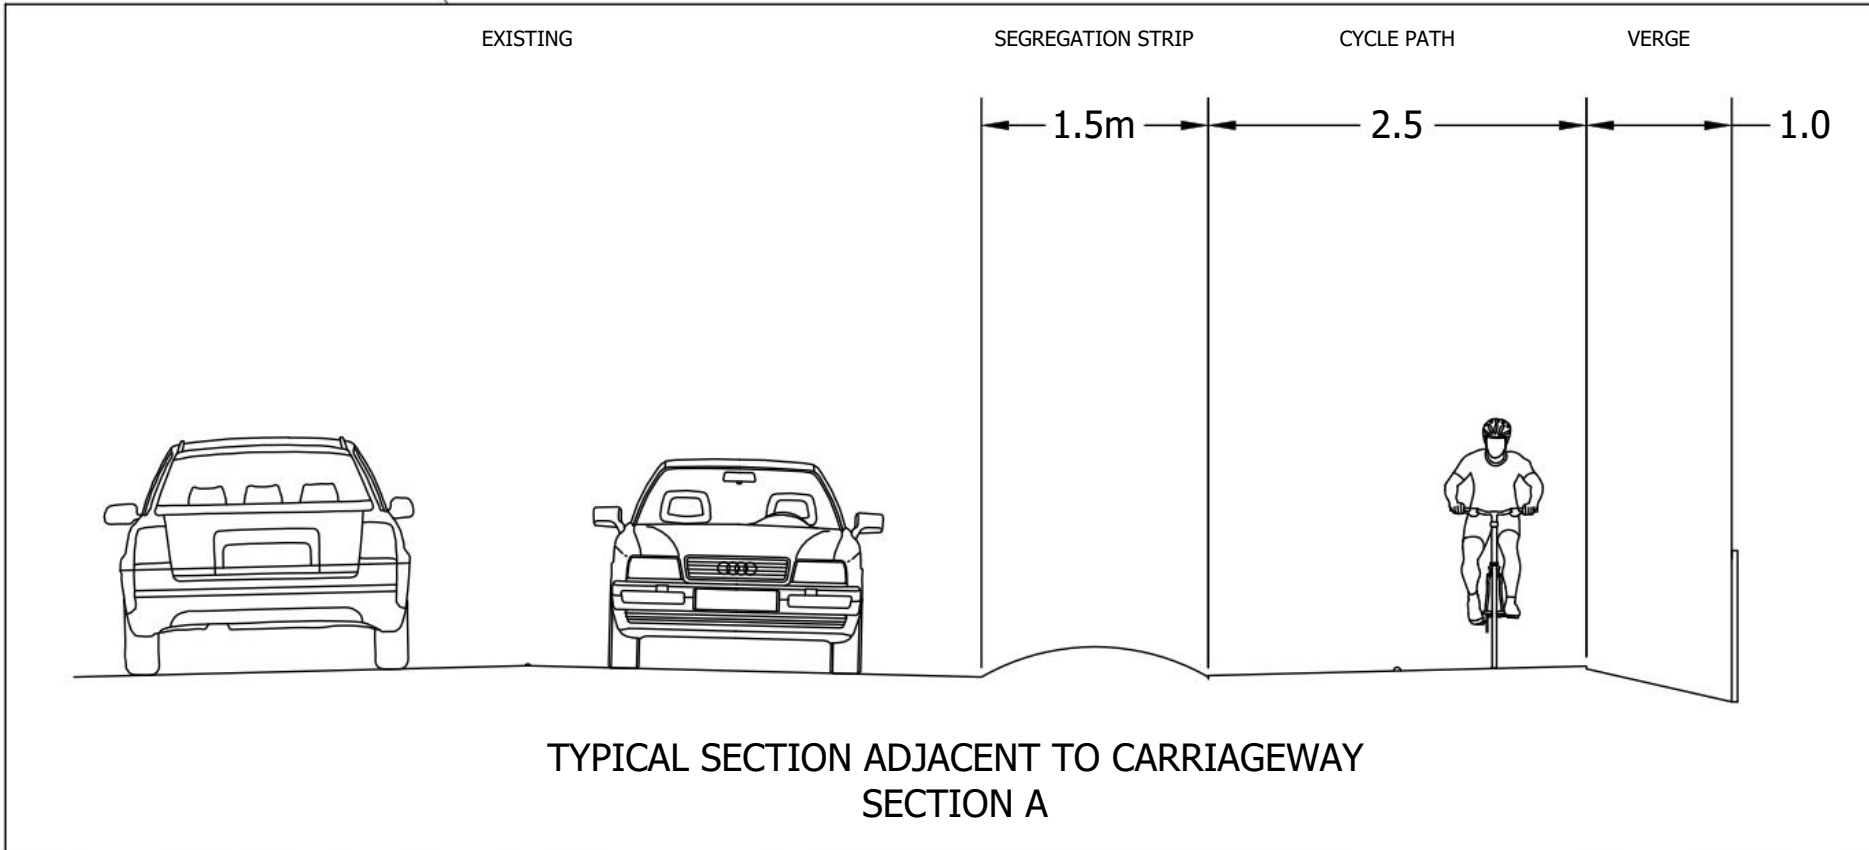 EXISTING
SEGREGATION STRIP
CYCLE PATH
VERGE
1.5m
2.5
1.0
TYPICAL SECTION ADJACENT TO CARRIAGEWAY
SECTION A